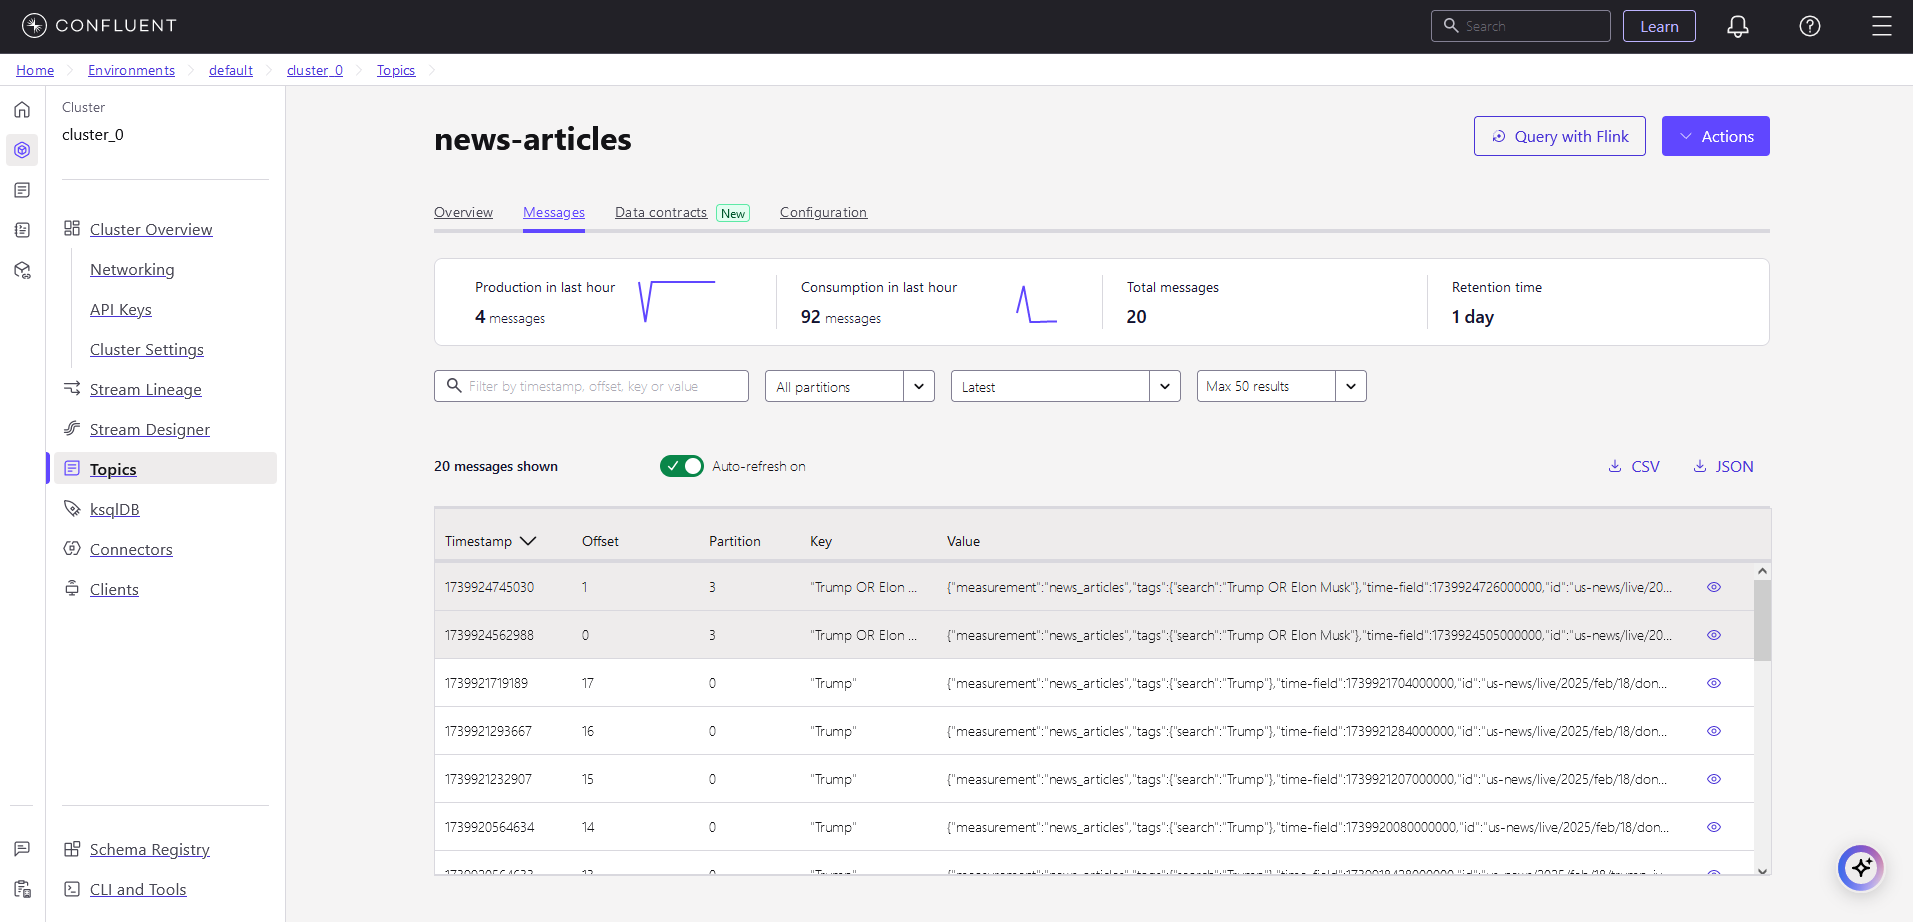 CONFLUENT
Search
Learn
Home
Environments
default
cluster_0
Topics
Cluster
cluster_0
Cluster Overview
Networking
API Keys
Cluster Settings
Stream Lineage
Stream Designer
Topics
ksqlDB
Connectors
Clients
Schema Registry
CLI and Tools
news-articles
Query with Flink
Actions
Overview
Messages
Data contracts New
Configuration
Production in last hour
4 messages
Consumption in last hour
92 messages
Total messages
20
Retention time
1 day
Filter by timestamp, offset, key or value
All partitions
Latest
Max 50 results
20 messages shown
Auto-refresh on
CSV
JSON
Timestamp Offset Partition Key Value
1739924745030 1 3 "Trump OR Elon ... {"measurement":"news_articles","tags":{"search":"Trump OR Elon Musk"},"time-field":1739924726000000,"id":"us-news/live/20...
1739924562988 0 3 "Trump OR Elon ... {"measurement":"news_articles","tags":{"search":"Trump OR Elon Musk"},"time-field":1739924505000000,"id":"us-news/live/20...
1739921719189 17 0 "Trump" {"measurement":"news_articles","tags":{"search":"Trump"},"time-field":1739921704000000,"id":"us-news/live/2025/feb/18/don...
1739921293667 16 0 "Trump" {"measurement":"news_articles","tags":{"search":"Trump"},"time-field":1739921284000000,"id":"us-news/live/2025/feb/18/don...
1739921232907 15 0 "Trump" {"measurement":"news_articles","tags":{"search":"Trump"},"time-field":1739921207000000,"id":"us-news/live/2025/feb/18/don...
1739920564634 14 0 "Trump" {"measurement":"news_articles","tags":{"search":"Trump"},"time-field":1739920080000000,"id":"us-news/live/2025/feb/18/don...